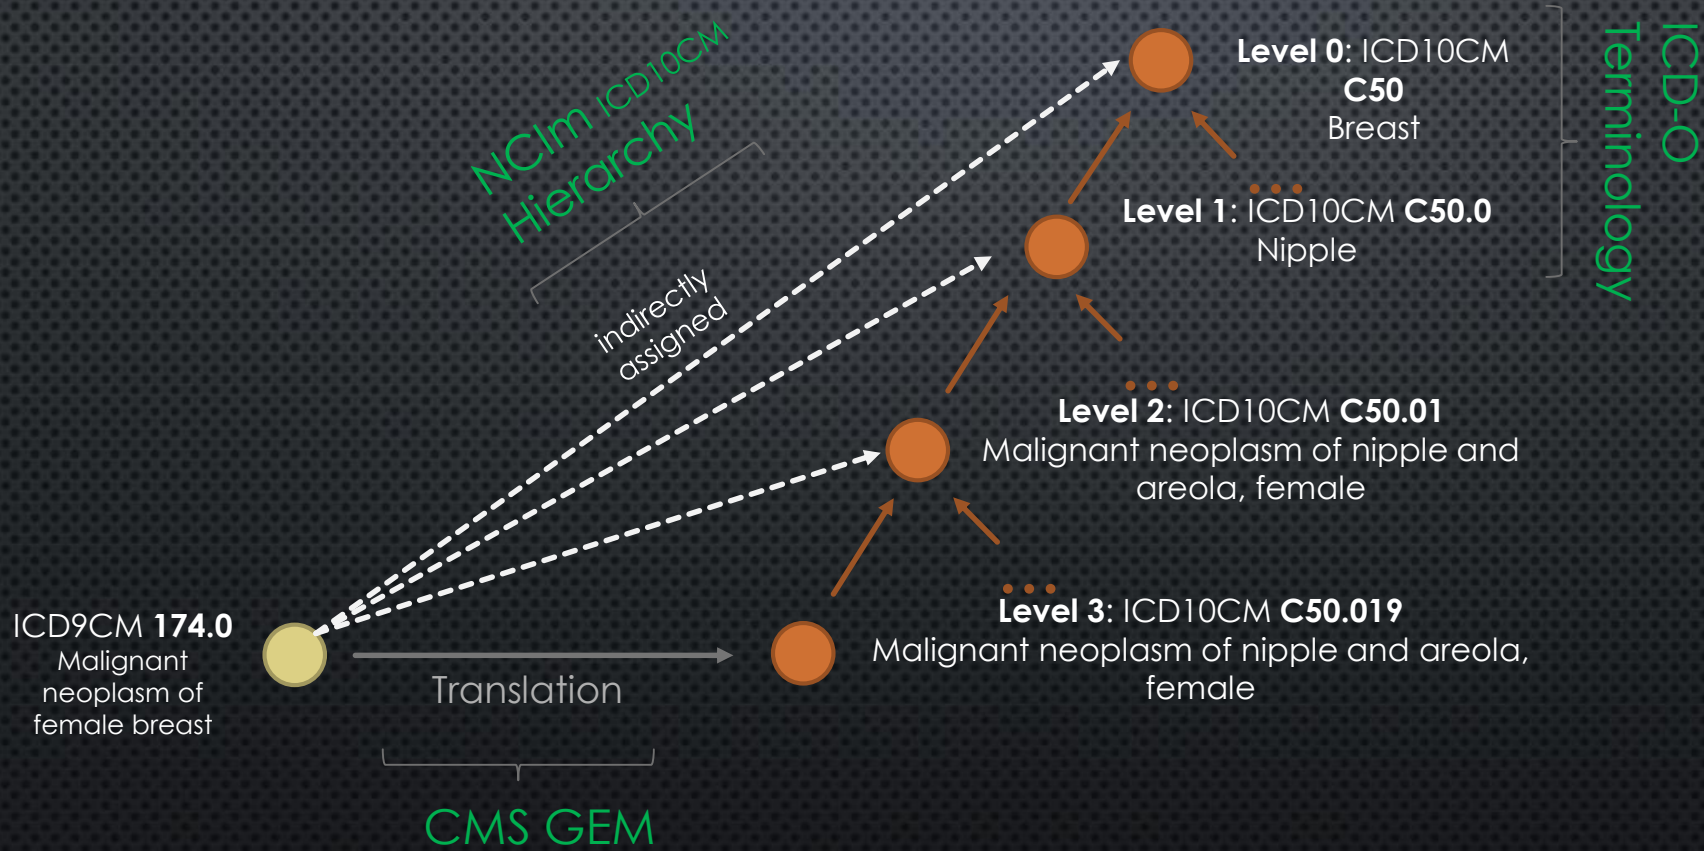 NCIm ICD10CM
Hierarchy
indirectly
assigned
Level 0: ICD10CM
C50
Breast
Level 1: ICD10CM C50.0
Nipple
ICD-O
Terminology
Level 2: ICD10CM C50.01
Malignant neoplasm of nipple and
areola, female
Level 3: ICD10CM C50.019
Malignant neoplasm of nipple and areola,
female
ICD9CM 174.0
Malignant
neoplasm of
female breast
Translation
CMS GEM